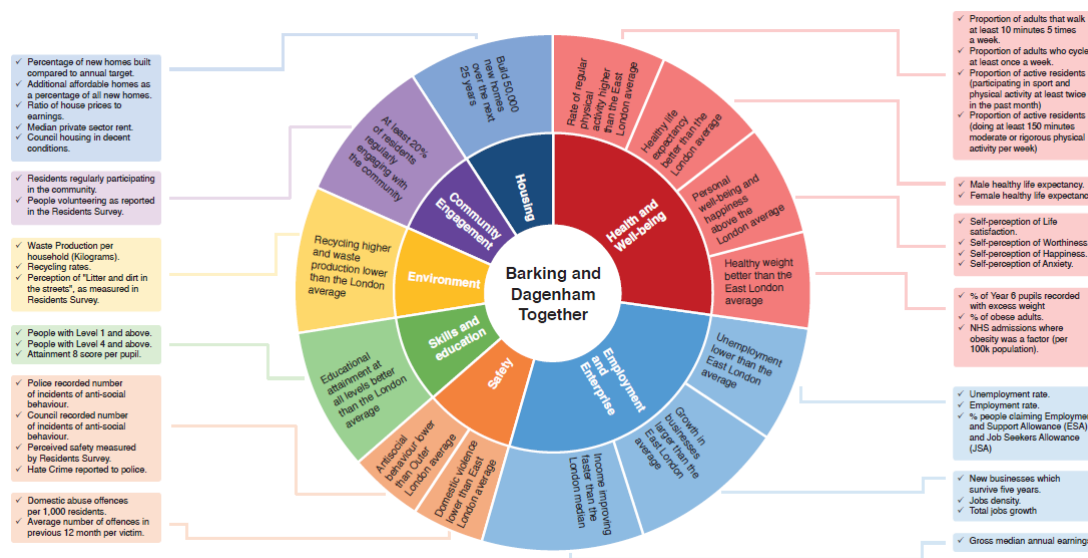 ✓ Percentage of new homes built
compared to annual target.
✓ Additional affordable homes as
a percentage of all new homes.
✓ Ratio of house prices to
earnings.
✓ Median private sector rent.
✓ Council housing in decent
conditions.
✓ Residents regularly participating
in the community.
✓ People volunteering as reported
in the Residents Survey.
✓ Waste Production per
household (Kilograms).
✓ Recycling rates.
✓ Perception of "Litter and dirt in
the streets", as measured in
Residents Survey.
✓ People with Level 1 and above.
✓ People with Level 4 and above.
✓ Attainment 8 score per pupil.
✓ Police recorded number
of incidents of anti-social
behaviour.
✓ Council recorded number
of incidents of anti-social
behaviour.
✓ Perceived safety measured
by Residents Survey.
✓ Hate Crime reported to police.
✓ Domestic abuse offences
per 1,000 residents.
✓ Average number of offences in
previous 12 month per victim.
Build 50,000
new homes
over the next
25 years
At least 20%
of residents
regularly
engaging with
the community
Recycling higher
and waste
production lower
than the London
average
Educational
attainment at
all levels better
than the London
average
Antisocial
behaviour lower
than Outer
London average
Domestic violence
lower than East
London average
Housing
Community
Engagement
Environment
Skills and
education
Safety
Barking and
Dagenham
Together
Health and
Well-being
Employment
and
Enterprise
Rate of regular
physical
activity higher
than the East
London average
Healthy life
expectancy
better than the
London average
Personal
well-being and
happiness
above the
London average
Healthy weight
better than the
East London
average
Unemployment
lower than the
East London
average
Growth in
businesses
larger than the
East London
average
Income improving
faster than the
London median
✓ Proportion of adults that walk
at least 10 minutes 5 times
a week.
✓ Proportion of adults who cycle
at least once a week.
✓ Proportion of active residents
(participating in sport and
physical activity at least twice
in the past month)
✓ Proportion of active residents
(doing at least 150 minutes
moderate or rigorous physical
activity per week)
✓ Male healthy life expectancy.
✓ Female healthy life expectanc
✓ Self-perception of Life
satisfaction.
✓ Self-perception of Worthiness.
✓ Self-perception of Happiness.
✓ Self-perception of Anxiety.
✓ % of Year 6 pupils recorded
with excess weight
✓ % of obese adults.
✓ NHS admissions where
obesity was a factor (per
100k population).
✓ Unemployment rate.
✓ Employment rate.
✓ % people claiming Employmen
and Support Allowance (ESA)
and Job Seekers Allowance
(JSA)
✓ New businesses which
survive five years.
✓ Jobs density.
✓ Total jobs growth
✓ Gross median annual earning